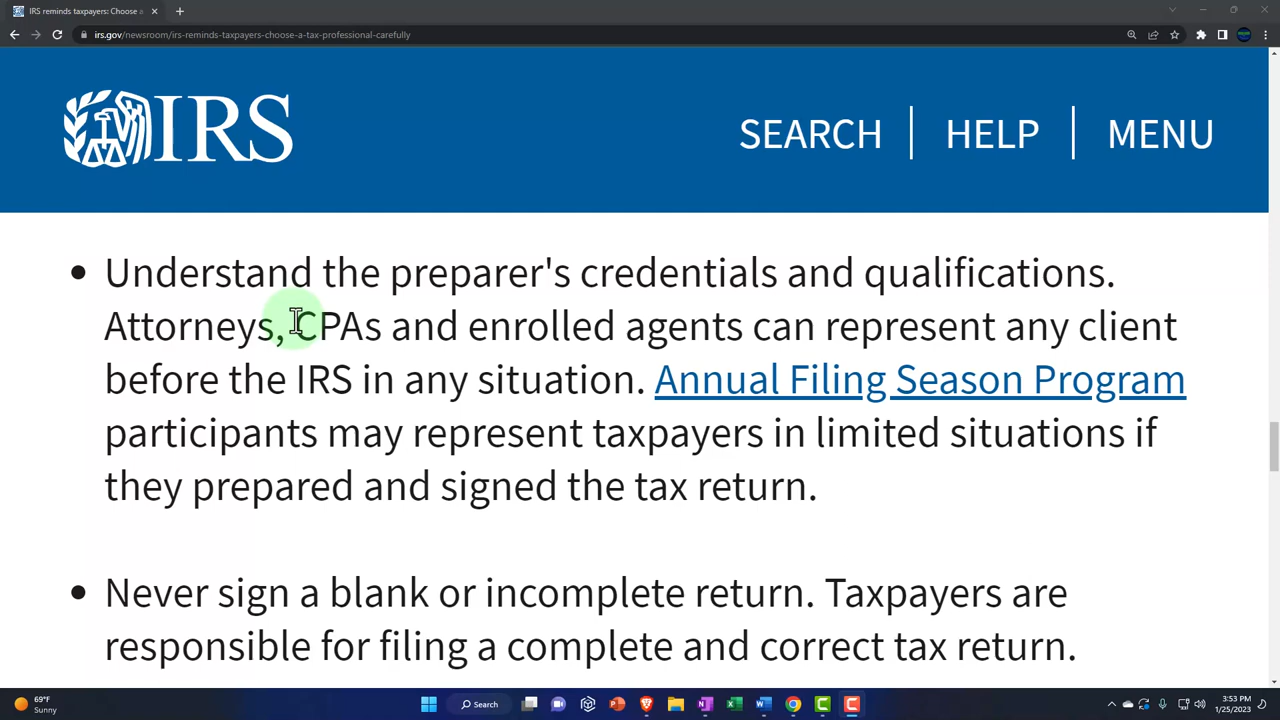 IRS reminds taxpayers: Choose a
irs.gov/newsroom/irs-reminds-taxpayers-choose-a-tax-professional-carefully
IRS
SEARCH
HELP
MENU
Understand the preparer's credentials and qualifications.
Attorneys, CPAs and enrolled agents can represent any client
before the IRS in any situation. Annual Filing Season Program
participants may represent taxpayers in limited situations if
they prepared and signed the tax return.
Never sign a blank or incomplete return. Taxpayers are
responsible for filing a complete and correct tax return.
69°F
Sunny
Search
3:53 PM
1/25/2023